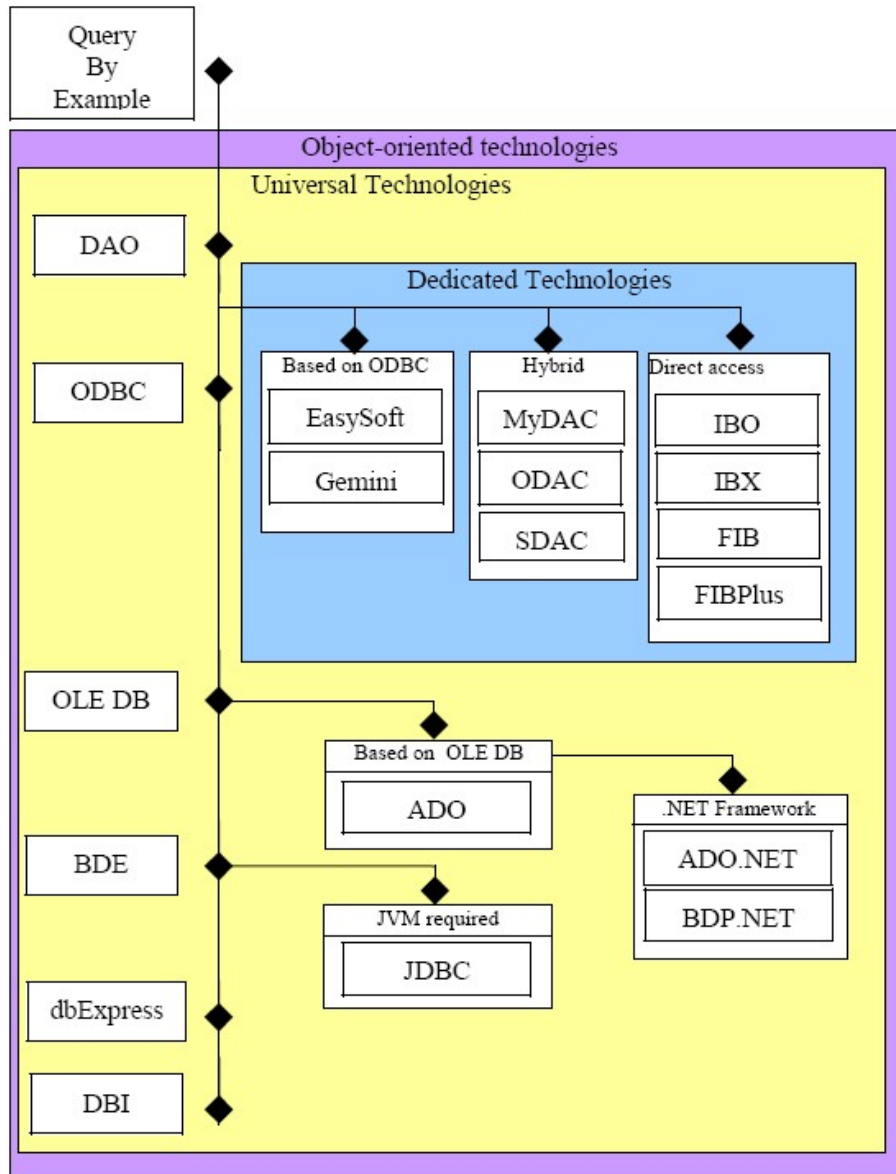 Query
By
Example
Object-oriented technologies
Universal Technologies
DAO
Dedicated Technologies
ODBC
Based on ODBC
EasySoft
Gemini
Hybrid
MyDAC
ODAC
SDAC
Direct access
IBO
IBX
FIB
FIBPlus
OLE DB
Based on OLE DB
ADO
.NET Framework
ADO.NET
BDP.NET
BDE
JVM required
JDBC
dbExpress
DBI